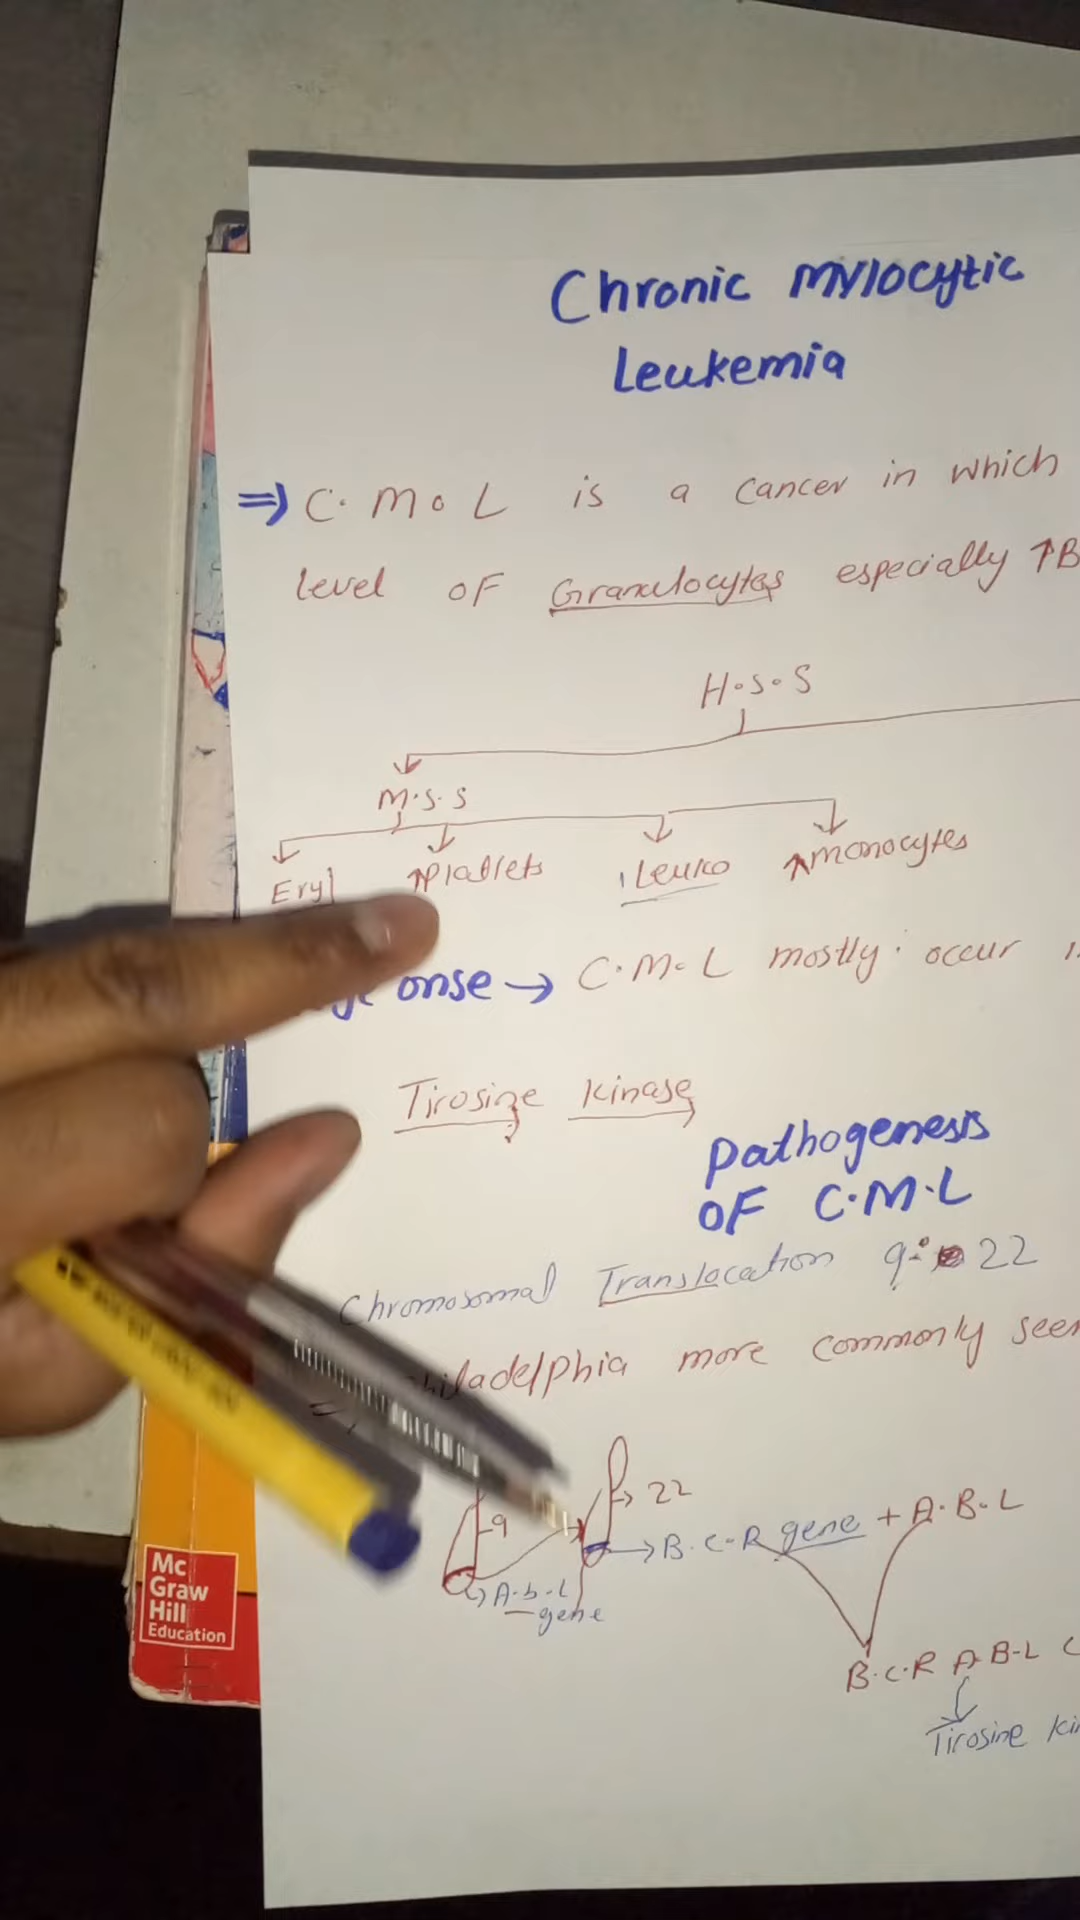 Chronic mylocytic
Leukemia
=> C.M.L is a cancer in which
level of Granulocytes especially ↑B
H.S.S
M.S.S
Ery ↑Platlets Leuko ↑monocytes
onse → C.M.L mostly occur
Tirosine kinase
Pathogenesis
OF C.M.L
Chromosomal Translocation 9: 22
hiladelphia more commonly seen
9 → 22
→ B.C.R gene + A.B.L
→ A.b.l
gene
B.C.R A.B.L
Tirosine ki
Mc
Graw
Hill
Education